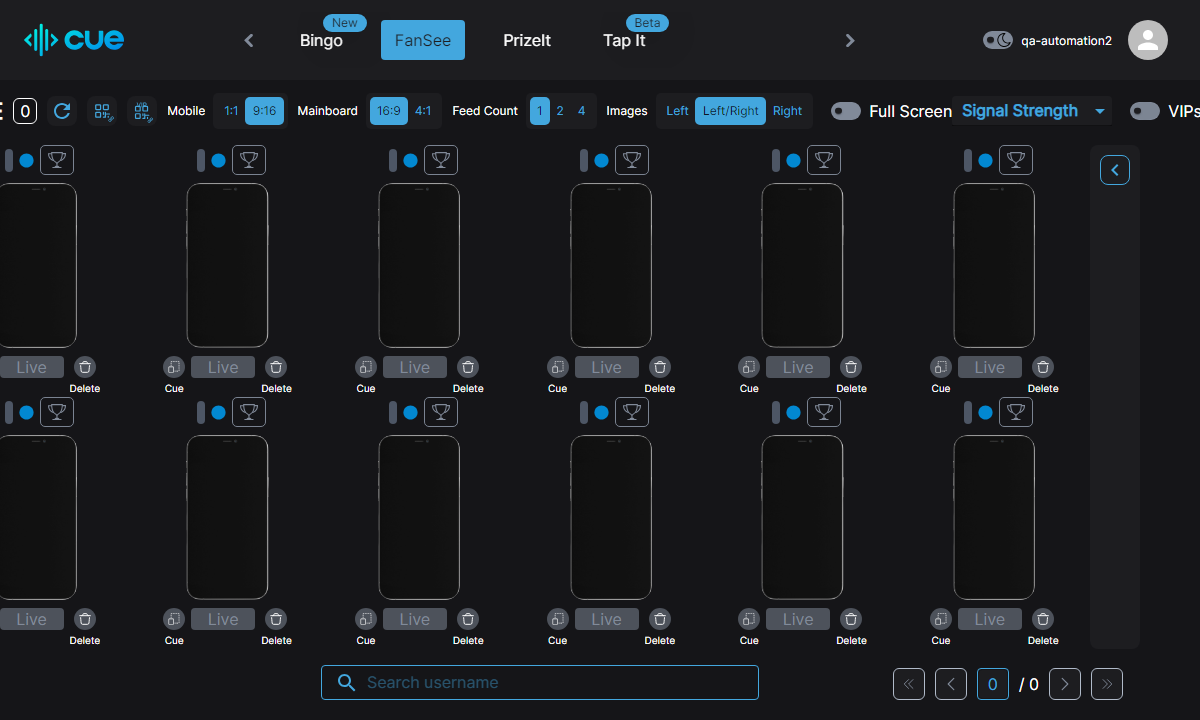 cue
New
Bingo
FanSee
PrizeIt
Beta
Tap It
qa-automation2
0
Mobile 1:1 9:16 Mainboard 16:9 4:1 Feed Count 1 2 4 Images Left Left/Right Right Full Screen Signal Strength VIPs
Live Live Live Live Live Live
Delete Cue Delete Cue Delete Cue Delete Cue Delete Cue Delete
Live Live Live Live Live Live
Delete Cue Delete Cue Delete Cue Delete Cue Delete Cue Delete
Search username
0 / 0